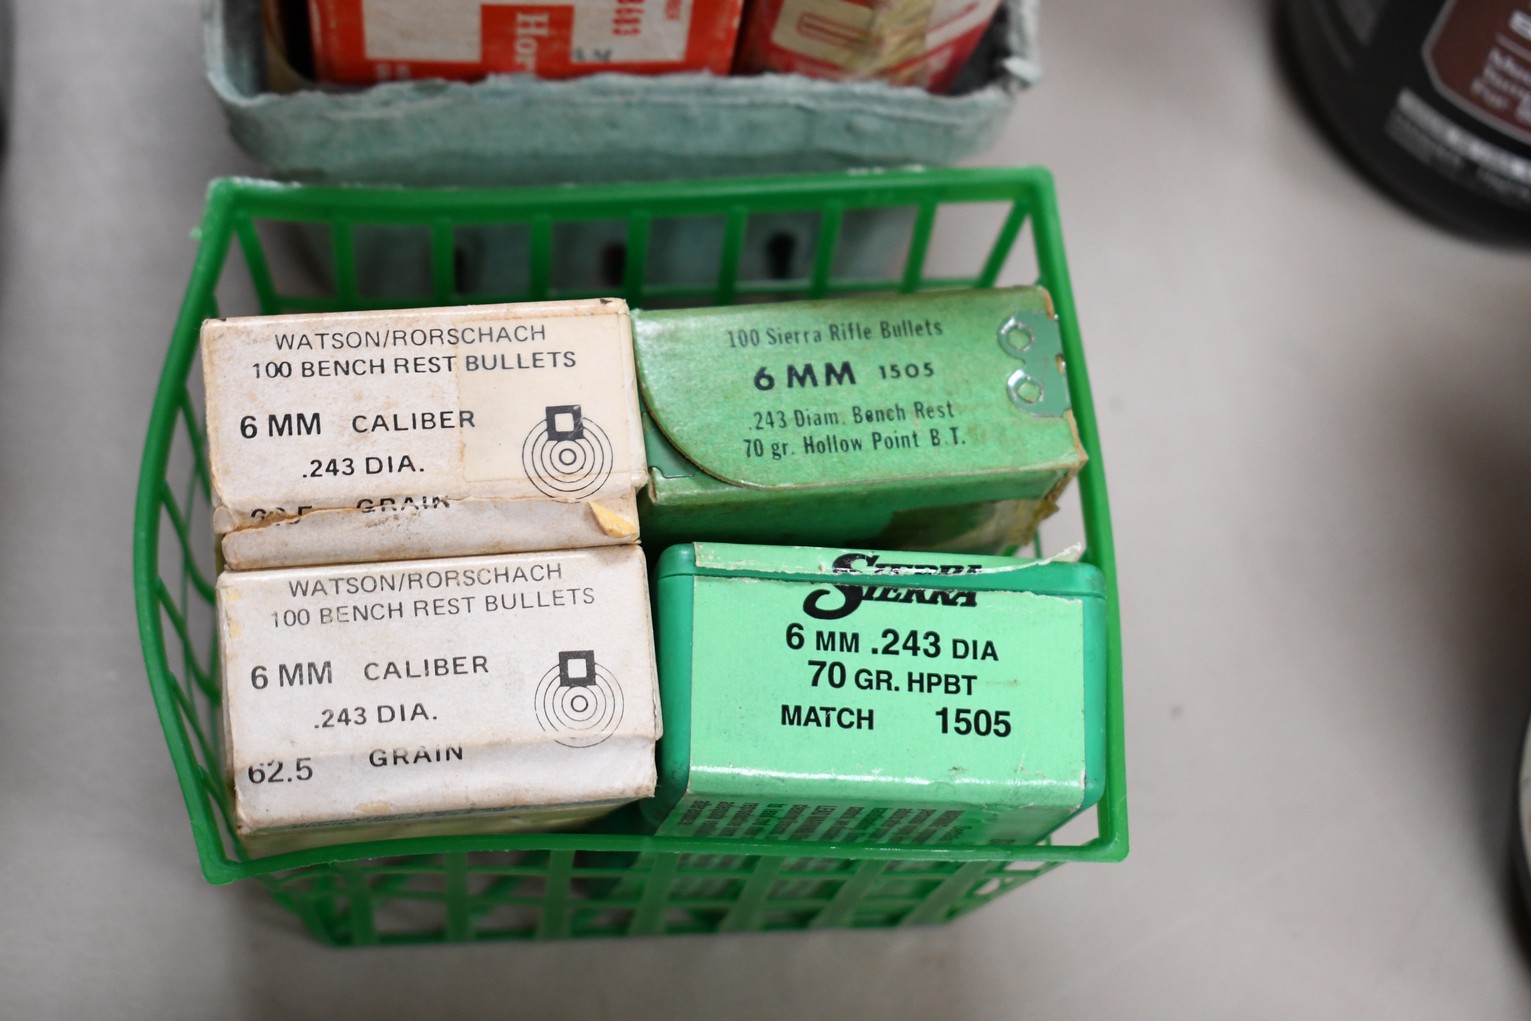 Hor
WATSON/RORSCHACH
100 BENCH REST BULLETS
6 MM CALIBER
.243 DIA.
GRAIN
100 Sierra Rifle Bullets
6 MM 1505
.243 Diam. Bench Rest
70 gr. Hollow Point B.T.
WATSON/RORSCHACH
100 BENCH REST BULLETS
6 MM CALIBER
.243 DIA.
62.5 GRAIN
SIERRA
6 MM .243 DIA
70 GR. HPBT
MATCH 1505